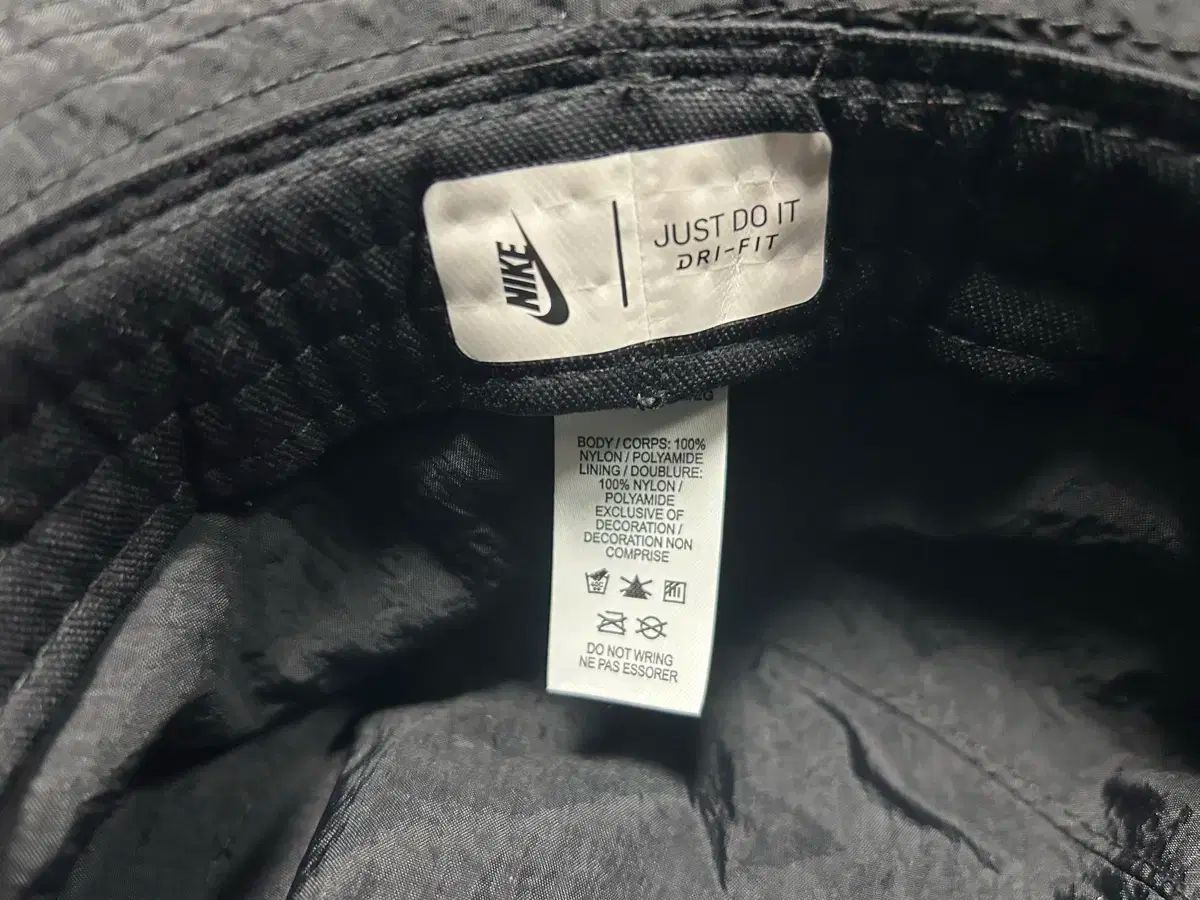 NIKE
JUST DO IT
DRI-FIT
BODY / CORPS: 100%
NYLON / POLYAMIDE
LINING / DOUBLURE:
100% NYLON /
POLYAMIDE
EXCLUSIVE OF
DECORATION /
DECORATION NON
COMPRISE
DO NOT WRING
NE PAS ESSORER